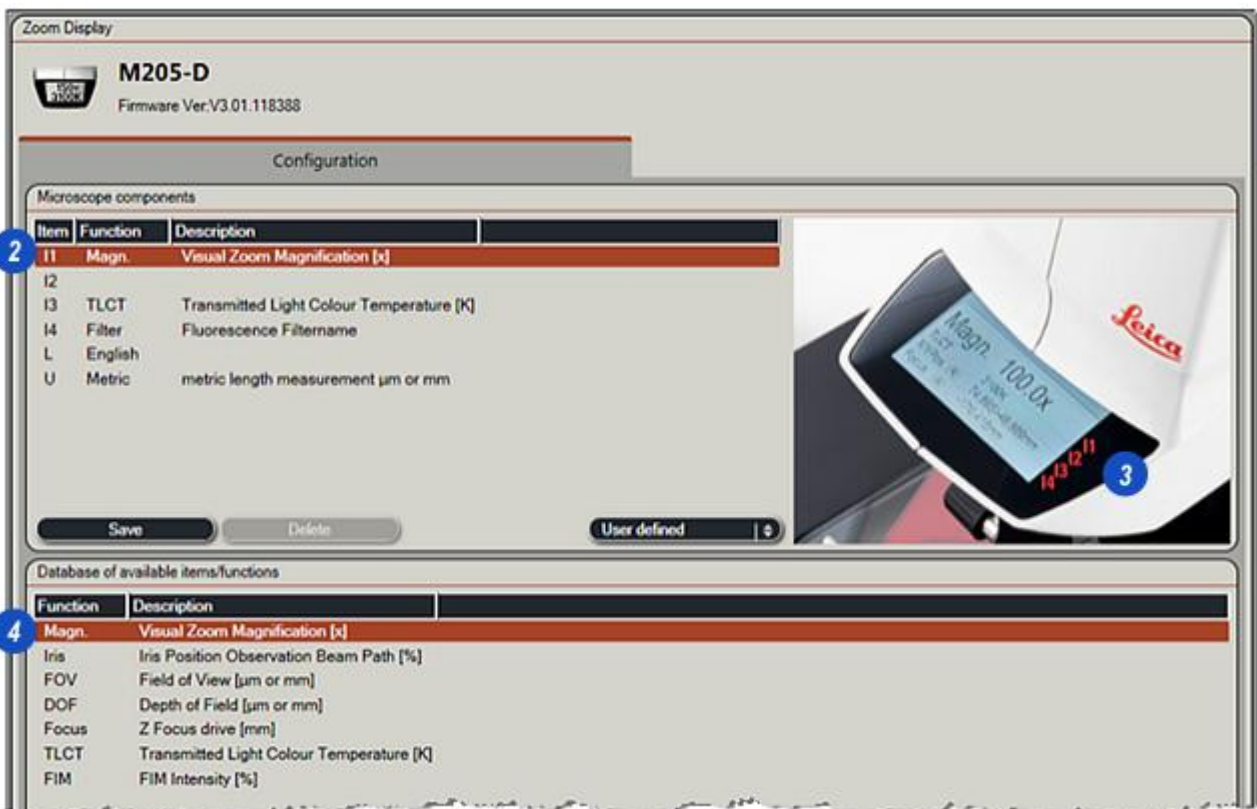 Zoom Display
M205-D
Firmware Ver:V3.01.118388
Configuration
Microscope components
Item Function Description
2
I1 Magn. Visual Zoom Magnification [x]
I2
I3 TLCT Transmitted Light Colour Temperature [K]
I4 Filter Fluorescence Filtername
L English
U Metric metric length measurement µm or mm
Save Delete User defined
Leica
Magn. 100.0x
I1
I2
I3
I4
3
Database of available items/functions
Function Description
4
Magn. Visual Zoom Magnification [x]
Iris Iris Position Observation Beam Path [%]
FOV Field of View [µm or mm]
DOF Depth of Field [µm or mm]
Focus Z Focus drive [mm]
TLCT Transmitted Light Colour Temperature [K]
FIM FIM Intensity [%]